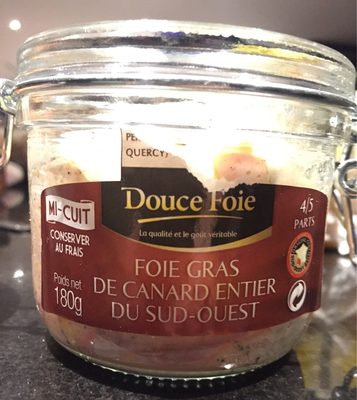 QUERCY)
Douce Foie
La qualité et le goût véritable
MI-CUIT
CONSERVER
AU FRAIS
Poids net
180g
4/5
PARTS
FOIE GRAS
DE CANARD ENTIER
DU SUD-OUEST